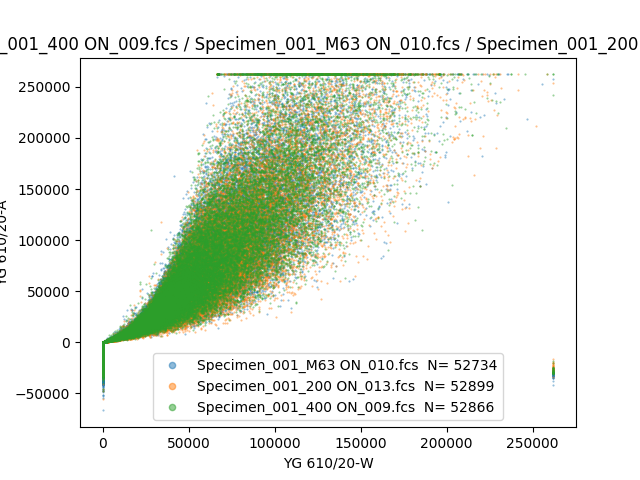 _001_400 ON_009.fcs / Specimen_001_M63 ON_010.fcs / Specimen_001_200
YG 610/20-A
250000
200000
150000
100000
50000
0
−50000
Specimen_001_M63 ON_010.fcs N= 52734
Specimen_001_200 ON_013.fcs N= 52899
Specimen_001_400 ON_009.fcs N= 52866
0 50000 100000 150000 200000 250000
YG 610/20-W